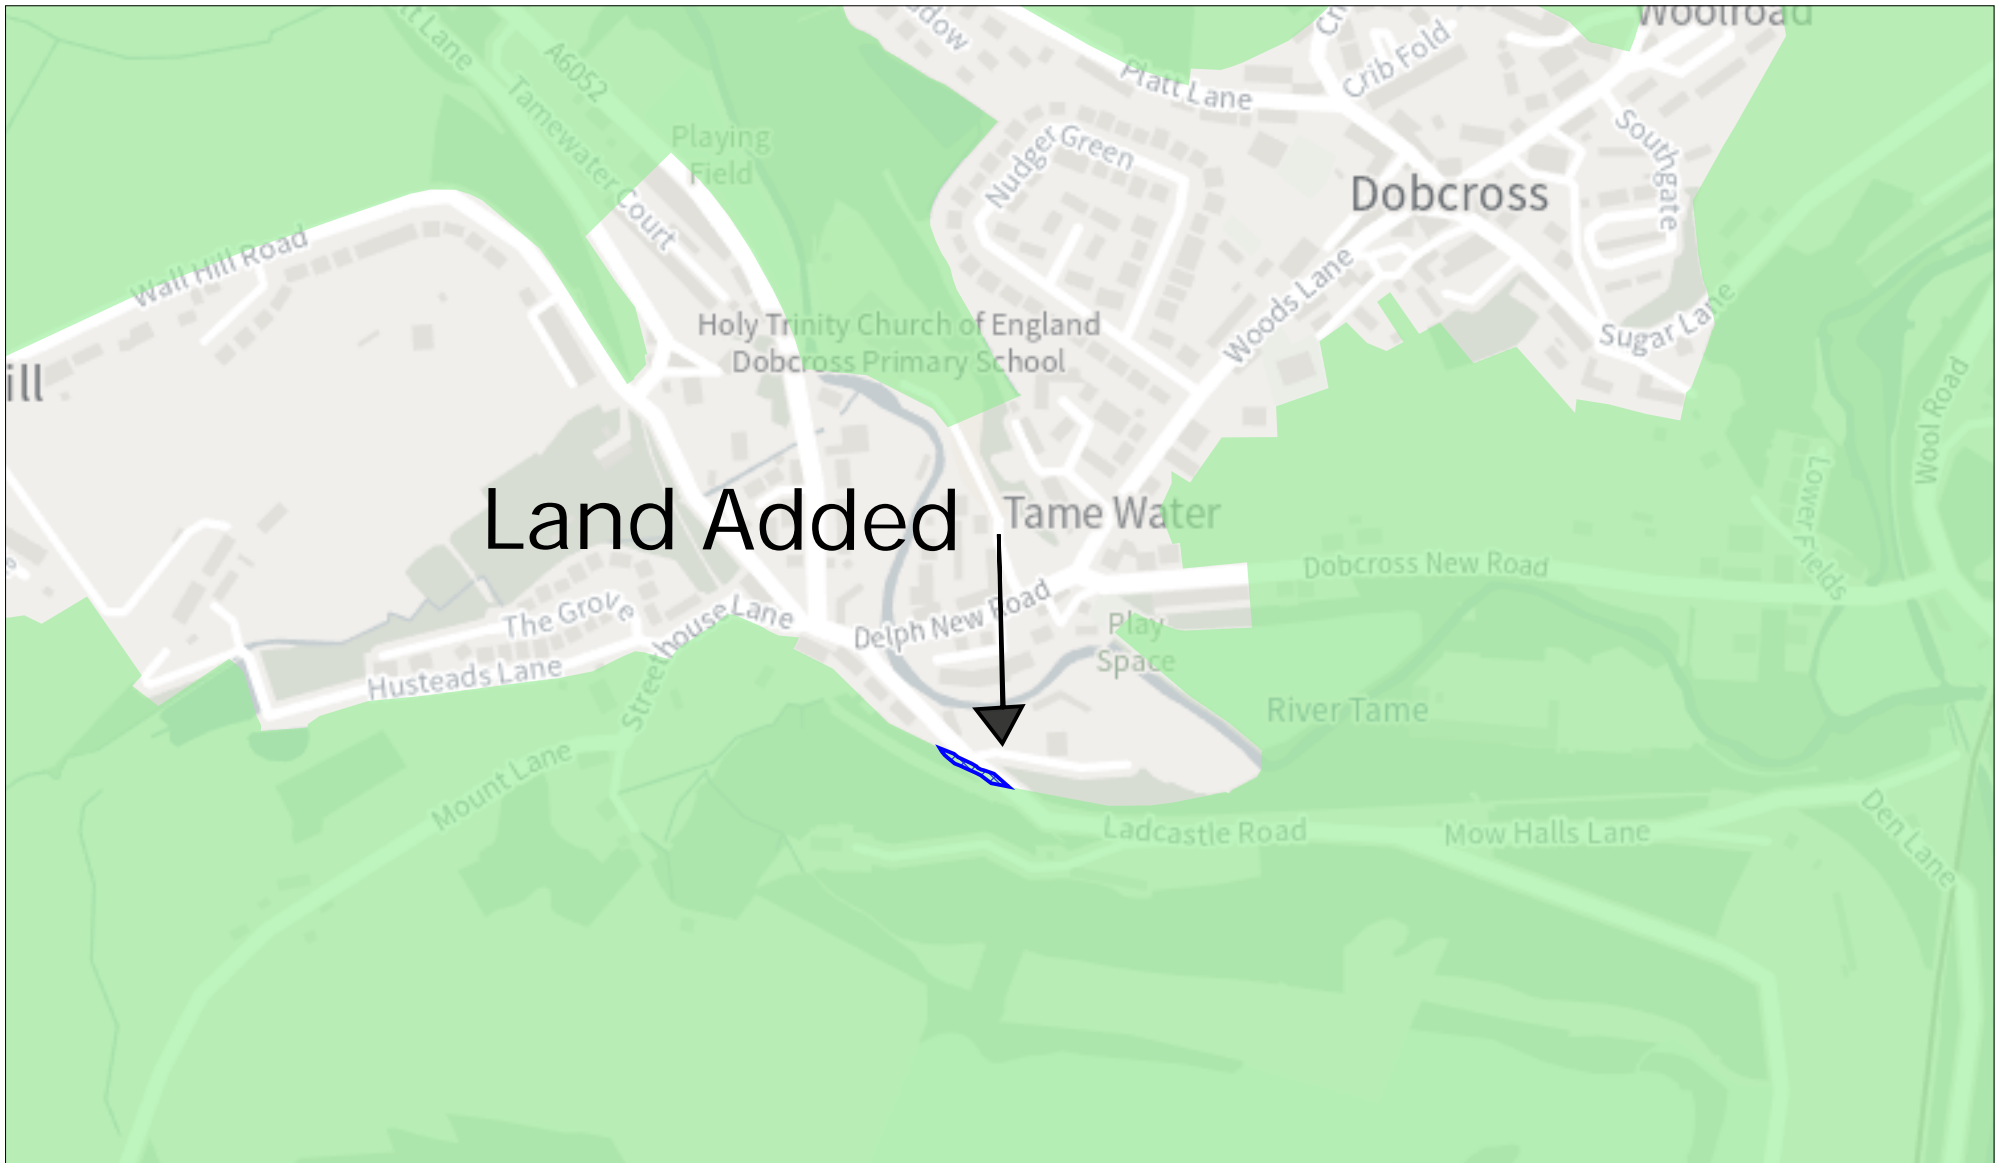 Woolroad
Crib Fold
Platt Lane
A6052
Tamewater Court
Playing
Field
Nudger Green
Southgate
Dobcross
Wall Hill Road
Woods Lane
Sugar Lane
Holy Trinity Church of England
Dobcross Primary School
Wool Road
Lower Fields
Land Added
Tame Water
Dobcross New Road
The Grove
Streethouse Lane
Delph New Road
Play
Space
Husteads Lane
River Tame
Mount Lane
Ladcastle Road
Mow Halls Lane
Den Lane